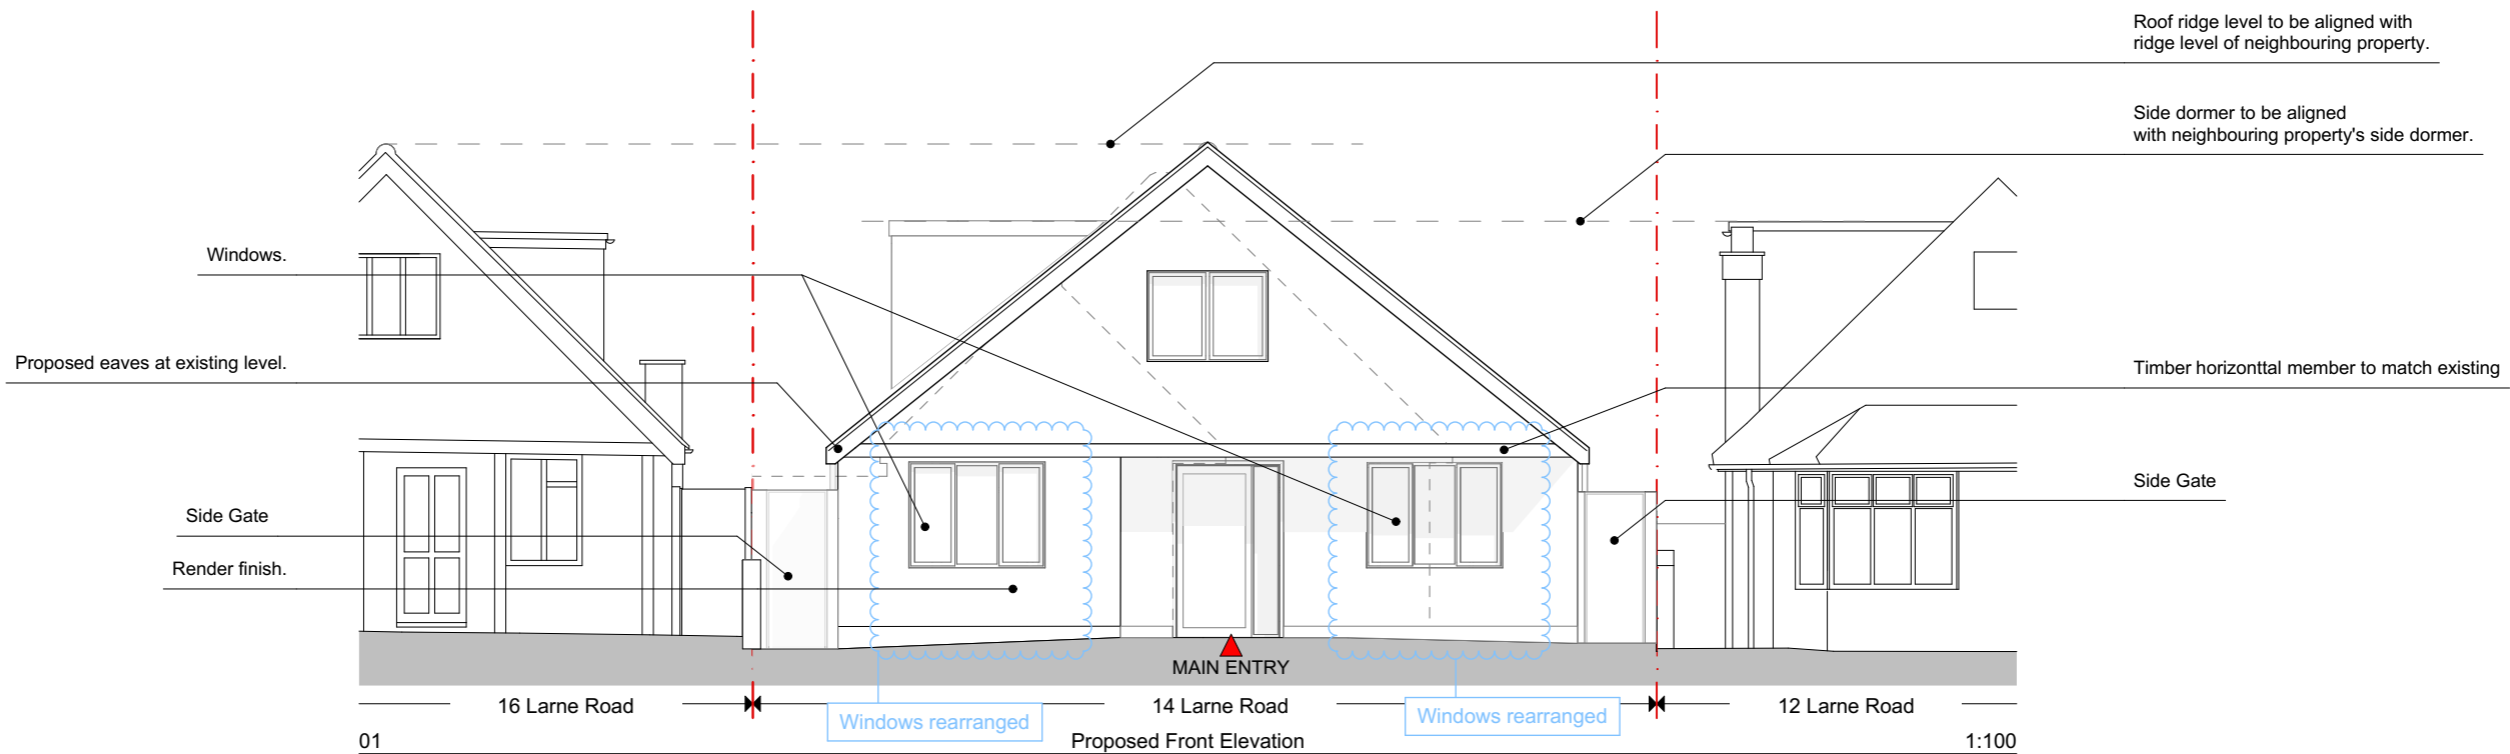 Roof ridge level to be aligned with
ridge level of neighbouring property.
Side dormer to be aligned
with neighbouring property's side dormer.
Windows.
Proposed eaves at existing level.
Timber horizonttal member to match existing
Side Gate
Side Gate
Render finish.
MAIN ENTRY
16 Larne Road
14 Larne Road
12 Larne Road
Windows rearranged
Windows rearranged
01
Proposed Front Elevation
1:100